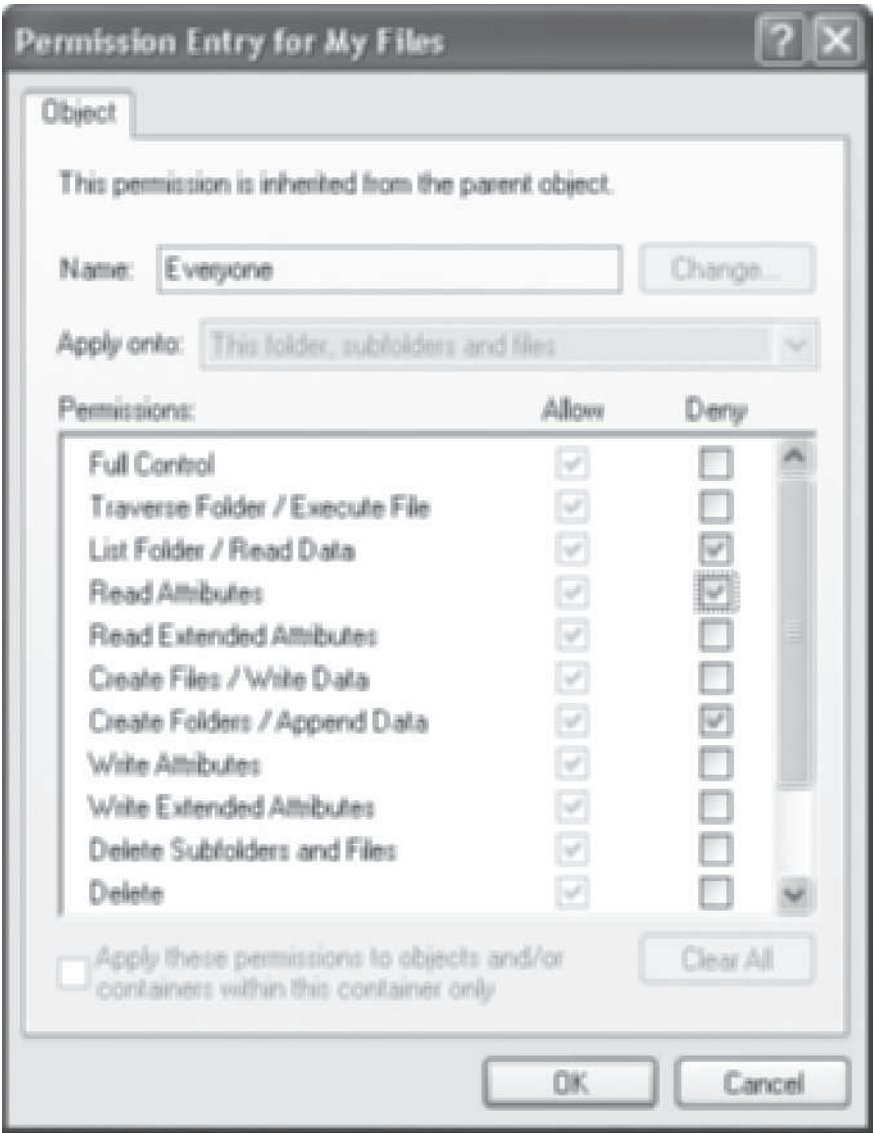 Permission Entry for My Files
Object
This permission is inherited from the parent object.
Name: Everyone Change...
Apply onto: This folder, subfolders and files
Permissions: Allow Deny
Full Control
Traverse Folder / Execute File
List Folder / Read Data
Read Attributes
Read Extended Attributes
Create Files / Write Data
Create Folders / Append Data
Write Attributes
Write Extended Attributes
Delete Subfolders and Files
Delete
Apply these permissions to objects and/or
containers within this container only
Clear All
OK Cancel